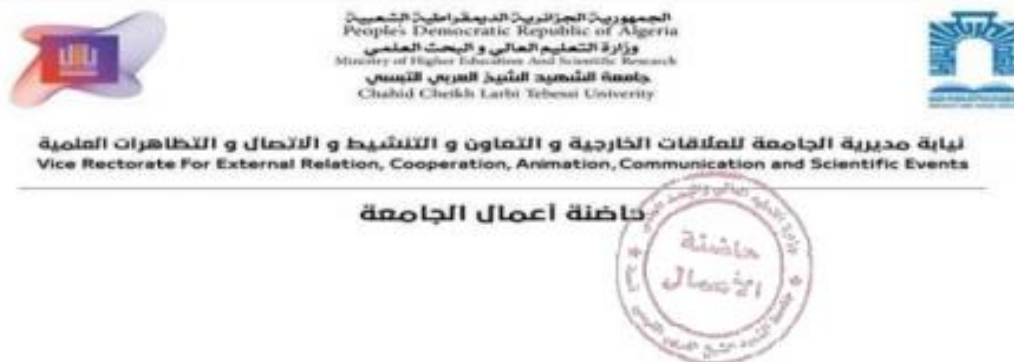 الجمهورية الجزائرية الديمقراطية الشعبية
People's Democratic Republic of Algeria
وزارة التعليم العالي و البحث العلمي
Ministry of Higher Education And Scientific Research
جامعة الشهيد الشيخ العربي التبسي
Chahid Cheikh Larbi Tebessi Univerity
نيابة مديرية الجامعة للعلاقات الخارجية و التعاون و التنشيط و الاتصال و التظاهرات العلمية
Vice Rectorate For External Relation, Cooperation, Animation, Communication and Scientific Events
حاضنة أعمال الجامعة
حاضنة
الأعمال